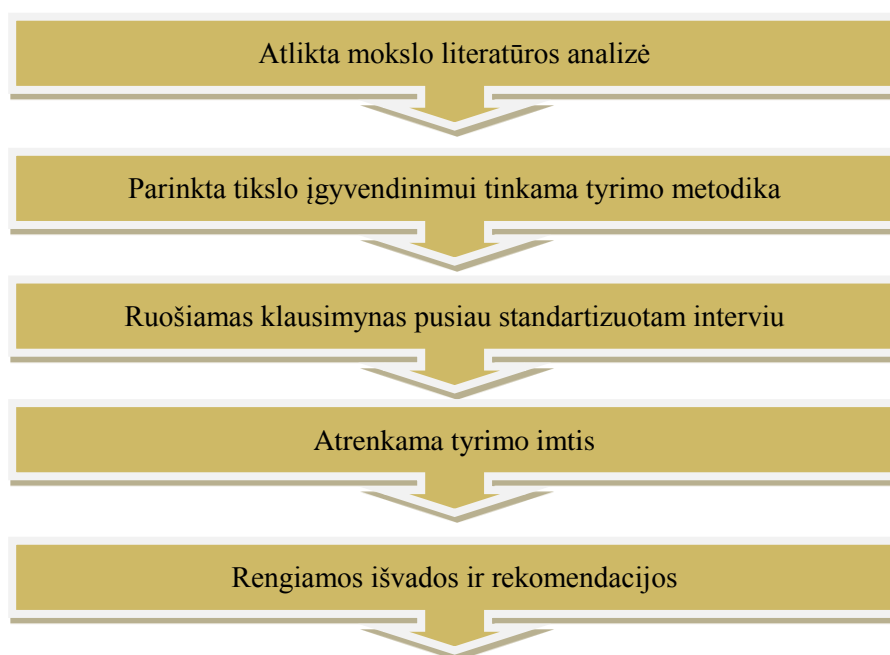 Atlikta mokslo literatūros analizė
Parinkta tikslo įgyvendinimui tinkama tyrimo metodika
Ruošiamas klausimynas pusiau standartizuotam interviu
Atrenkama tyrimo imtis
Rengiamos išvados ir rekomendacijos